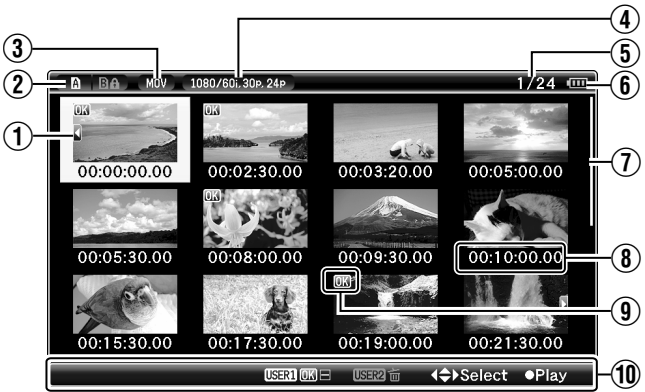 ④
③ ⑤
② A B MOV 1080/60i, 30P, 24P 1/24 ⑥
OK OK
①
⑦
00:00:00.00 00:02:30.00 00:03:20.00 00:05:00.00
OK
00:05:30.00 00:08:00.00 00:09:30.00 00:10:00.00 ⑧
OK ⑨
00:15:30.00 00:17:30.00 00:19:00.00 00:21:30.00
USER1 OK USER2 Select ●Play ⑩